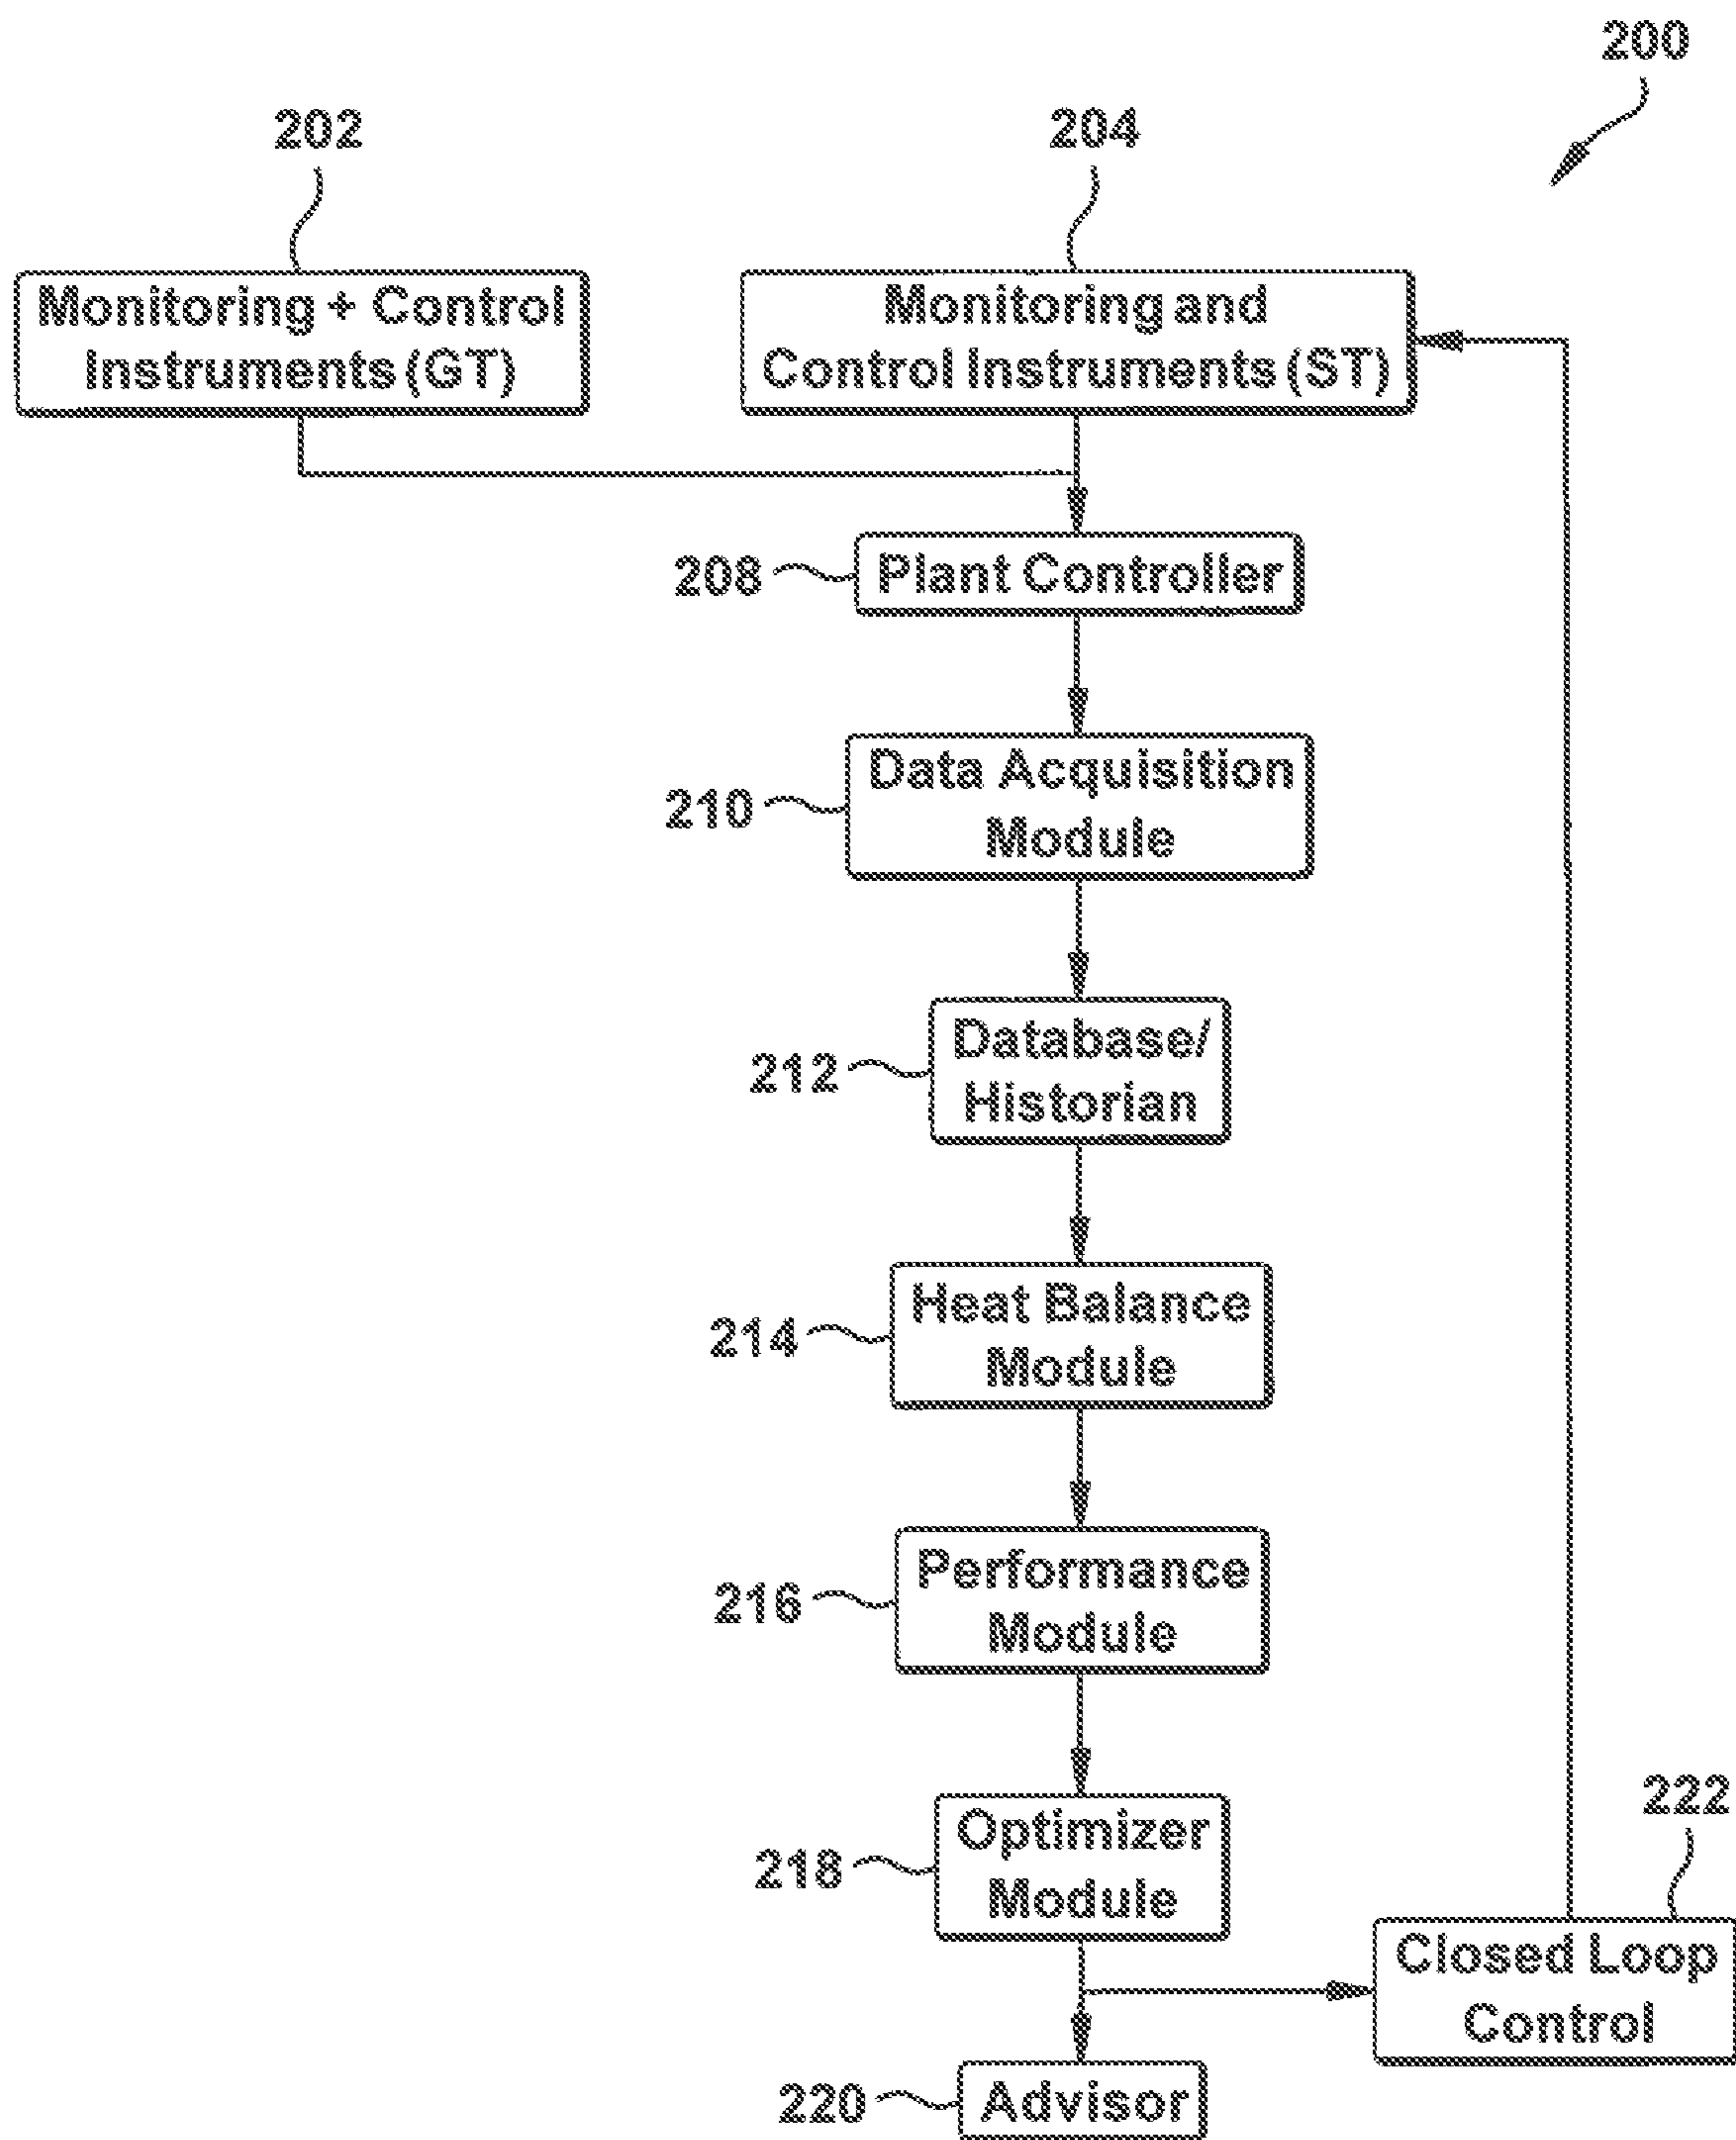 200
202
204
Monitoring + Control
Instruments (GT)
Monitoring and
Control Instruments (ST)
208
Plant Controller
210
Data Acquisition
Module
212
Database/
Historian
214
Heat Balance
Module
216
Performance
Module
218
Optimizer
Module
222
Closed Loop
Control
220
Advisor